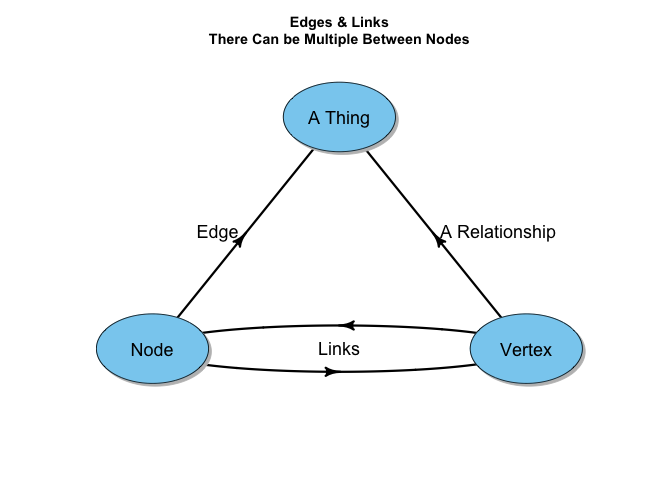 Edges & Links
There Can be Multiple Between Nodes
A Thing
Edge
A Relationship
Node
Links
Vertex